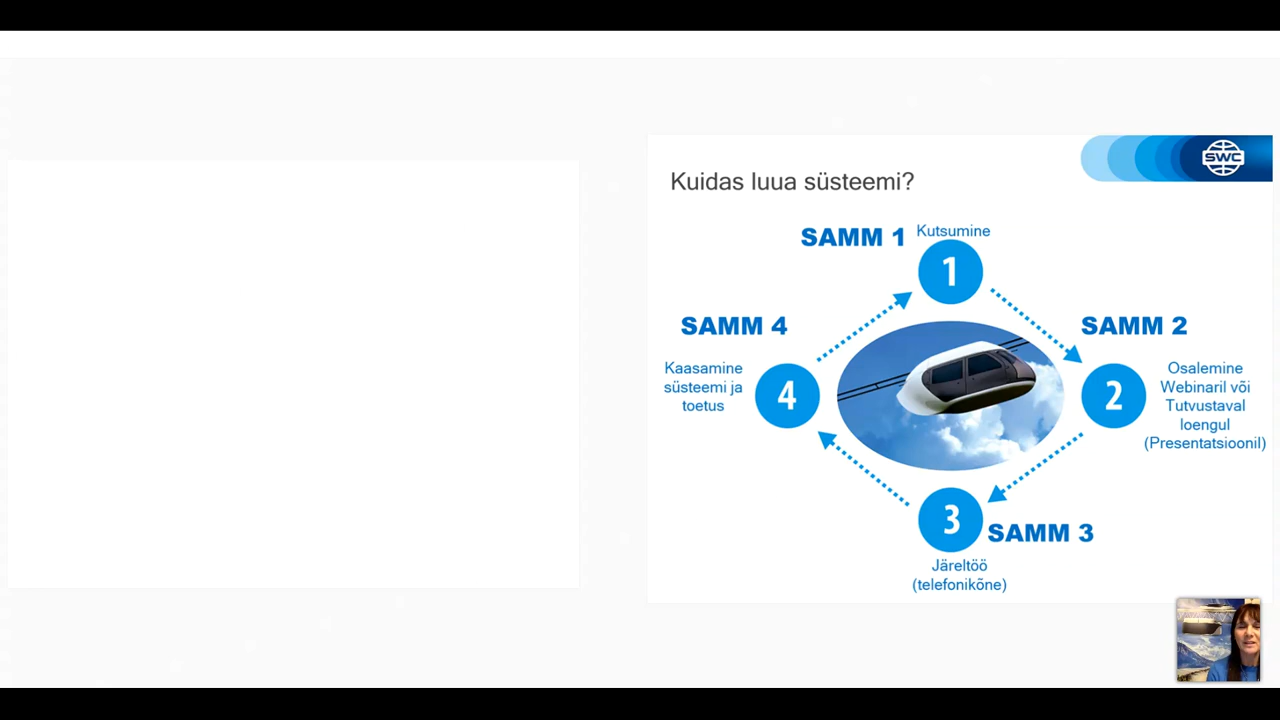 SWC
Kuidas luua süsteemi?
SAMM 1
Kutsumine
1
SAMM 2
2
Osalemine
Webinaril või
Tutvustaval
loengul
(Presentatsioonil)
3
SAMM 3
Järeltöö
(telefonikõne)
SAMM 4
Kaasamine
süsteemi ja
toetus
4